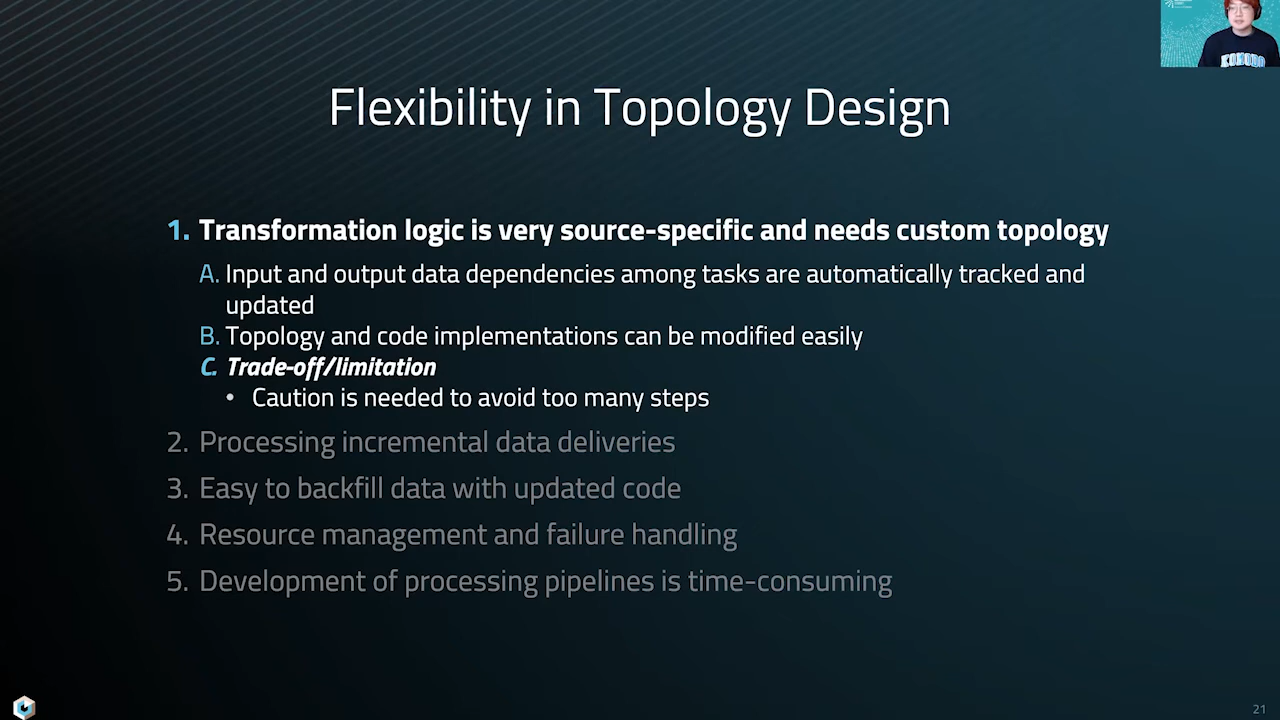 Flexibility in Topology Design
1. Transformation logic is very source-specific and needs custom topology
A. Input and output data dependencies among tasks are automatically tracked and
updated
B. Topology and code implementations can be modified easily
C. Trade-off/limitation
• Caution is needed to avoid too many steps
2. Processing incremental data deliveries
3. Easy to backfill data with updated code
4. Resource management and failure handling
5. Development of processing pipelines is time-consuming
KOMODO
21